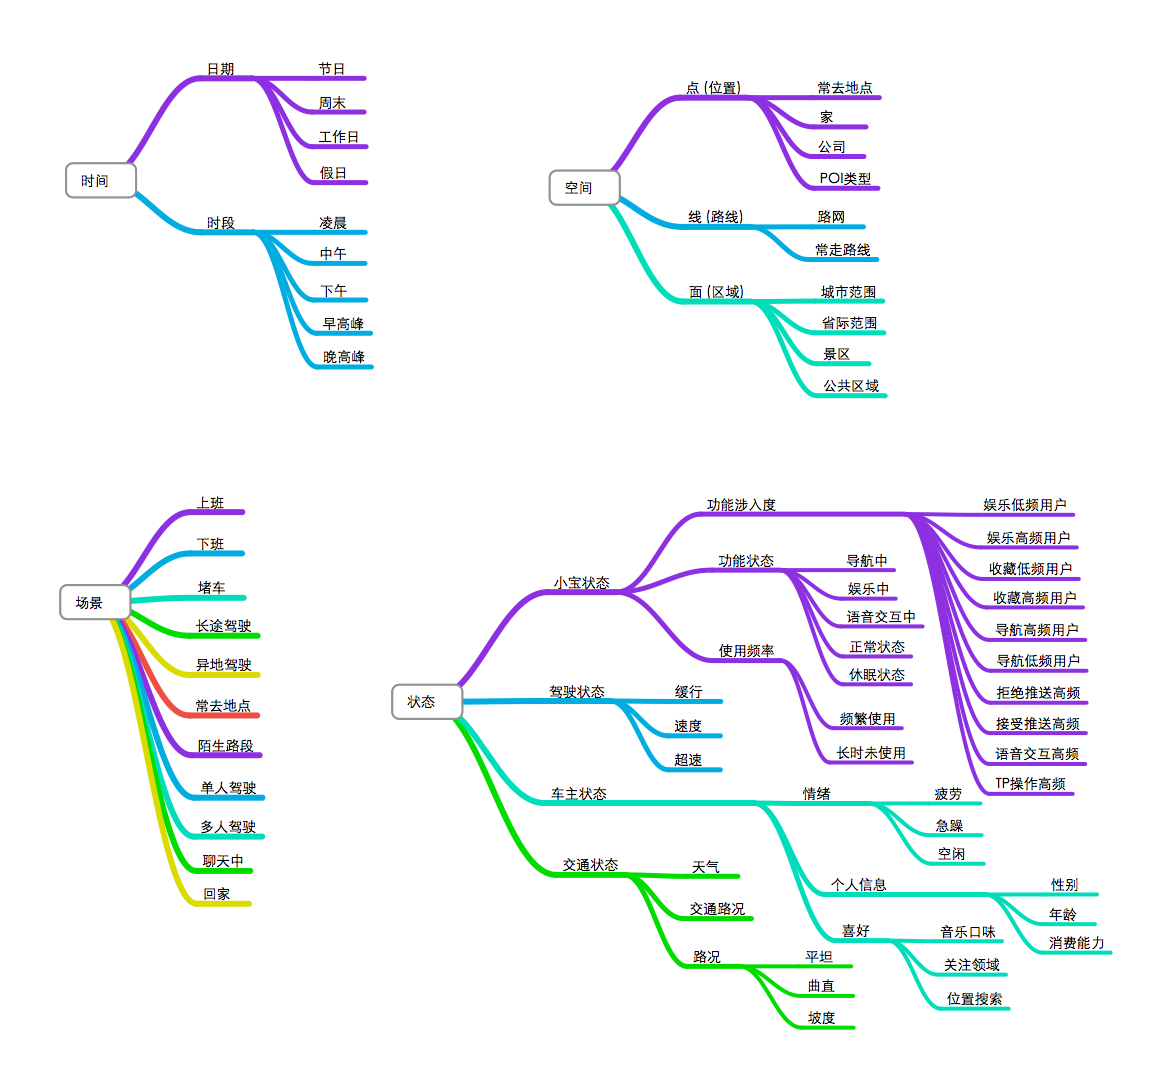 时间
日期
节日
周末
工作日
假日
时段
凌晨
中午
下午
早高峰
晚高峰
空间
点 (位置)
常去地点
家
公司
POI类型
线 (路线)
路网
常走路线
面 (区域)
城市范围
省际范围
景区
公共区域
场景
上班
下班
堵车
长途驾驶
异地驾驶
常去地点
陌生路段
单人驾驶
多人驾驶
聊天中
回家
状态
小宝状态
功能涉入度
娱乐低频用户
娱乐高频用户
收藏低频用户
收藏高频用户
导航高频用户
导航低频用户
拒绝推送高频
接受推送高频
语音交互高频
TP操作高频
功能状态
导航中
娱乐中
语音交互中
正常状态
休眠状态
使用频率
频繁使用
长时未使用
驾驶状态
缓行
速度
超速
车主状态
情绪
疲劳
急躁
空闲
个人信息
性别
年龄
消费能力
喜好
音乐口味
关注领域
位置搜索
交通状态
天气
交通路况
路况
平坦
曲直
坡度